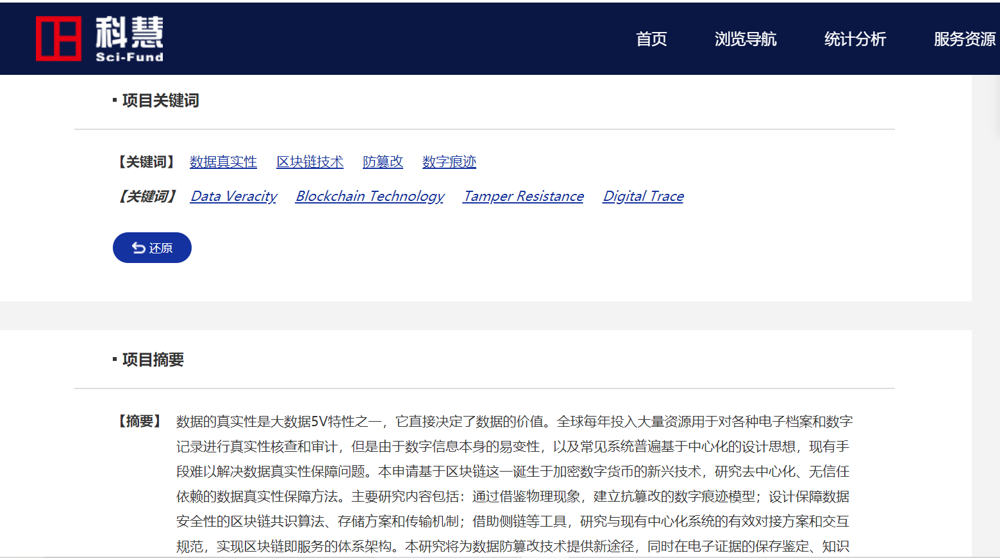 科慧
Sci-Fund
首页 浏览导航 统计分析 服务资源
项目关键词
【关键词】 数据真实性 区块链技术 防篡改 数字痕迹
【关键词】 Data Veracity Blockchain Technology Tamper Resistance Digital Trace
还原
项目摘要
【摘要】 数据的真实性是大数据5V特性之一，它直接决定了数据的价值。全球每年投入大量资源用于对各种电子档案和数字
记录进行真实性核查和审计，但是由于数字信息本身的易变性，以及常见系统普遍基于中心化的设计思想，现有手
段难以解决数据真实性保障问题。本申请基于区块链这一诞生于加密数字货币的新兴技术，研究去中心化、无信任
依赖的数据真实性保障方法。主要研究内容包括：通过借鉴物理现象，建立抗篡改的数字痕迹模型；设计保障数据
安全性的区块链共识算法、存储方案和传输机制；借助侧链等工具，研究与现有中心化系统的有效对接方案和交互
规范，实现区块链即服务的体系架构。本研究将为数据防篡改技术提供新途径，同时在电子证据的保存鉴定、知识